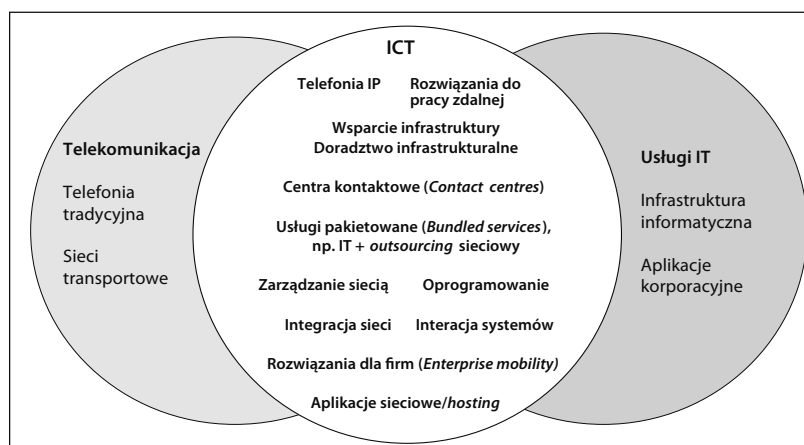 ICT
Telefonia IP
Rozwiązania do
pracy zdalnej
Wsparcie infrastruktury
Doradztwo infrastrukturalne
Centra kontaktowe (Contact centres)
Usługi pakietowane (Bundled services),
np. IT + outsourcing sieciowy
Zarządzanie siecią
Oprogramowanie
Integracja sieci
Interacja systemów
Rozwiązania dla firm (Enterprise mobility)
Aplikacje sieciowe/hosting
Telekomunikacja
Telefonia
tradycyjna
Sieci
transportowe
Usługi IT
Infrastruktura
informatyczna
Aplikacje
korporacyjne